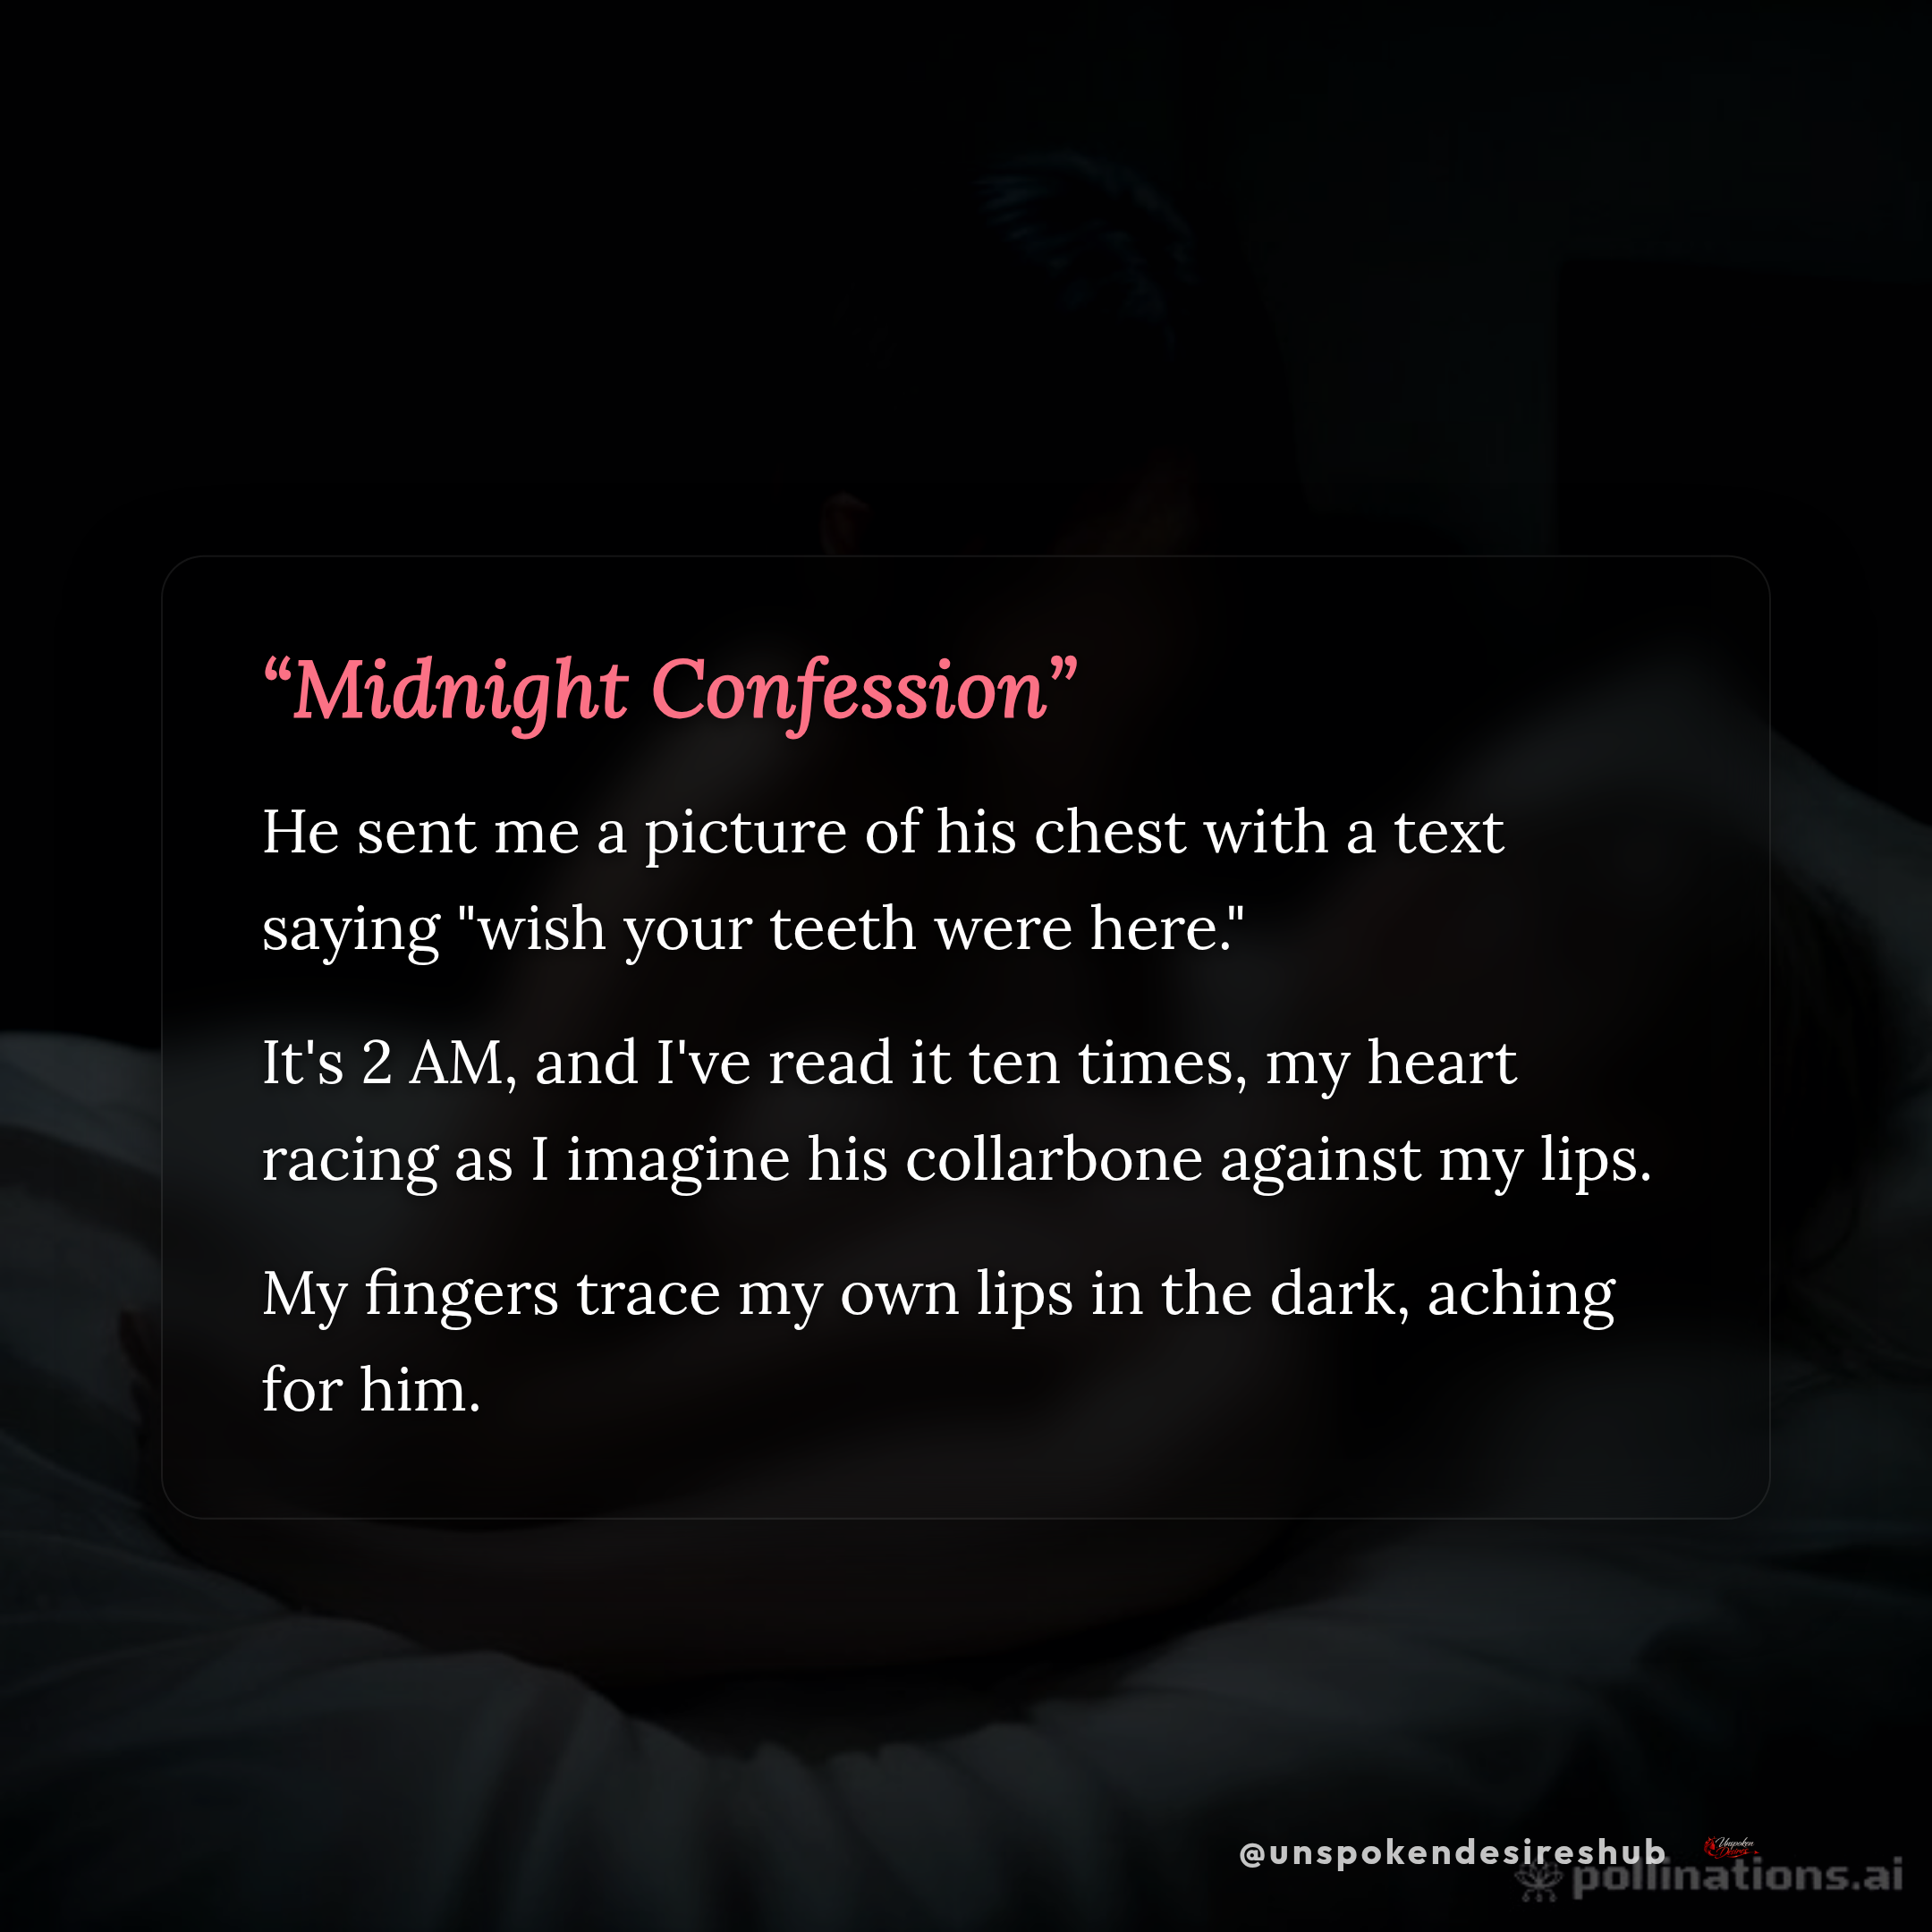 “Midnight Confession”
He sent me a picture of his chest with a text
saying "wish your teeth were here."
It's 2 AM, and I've read it ten times, my heart
racing as I imagine his collarbone against my lips.
My fingers trace my own lips in the dark, aching
for him.
@unspokendesireshub
Unspoken
Desires
pollinations.ai